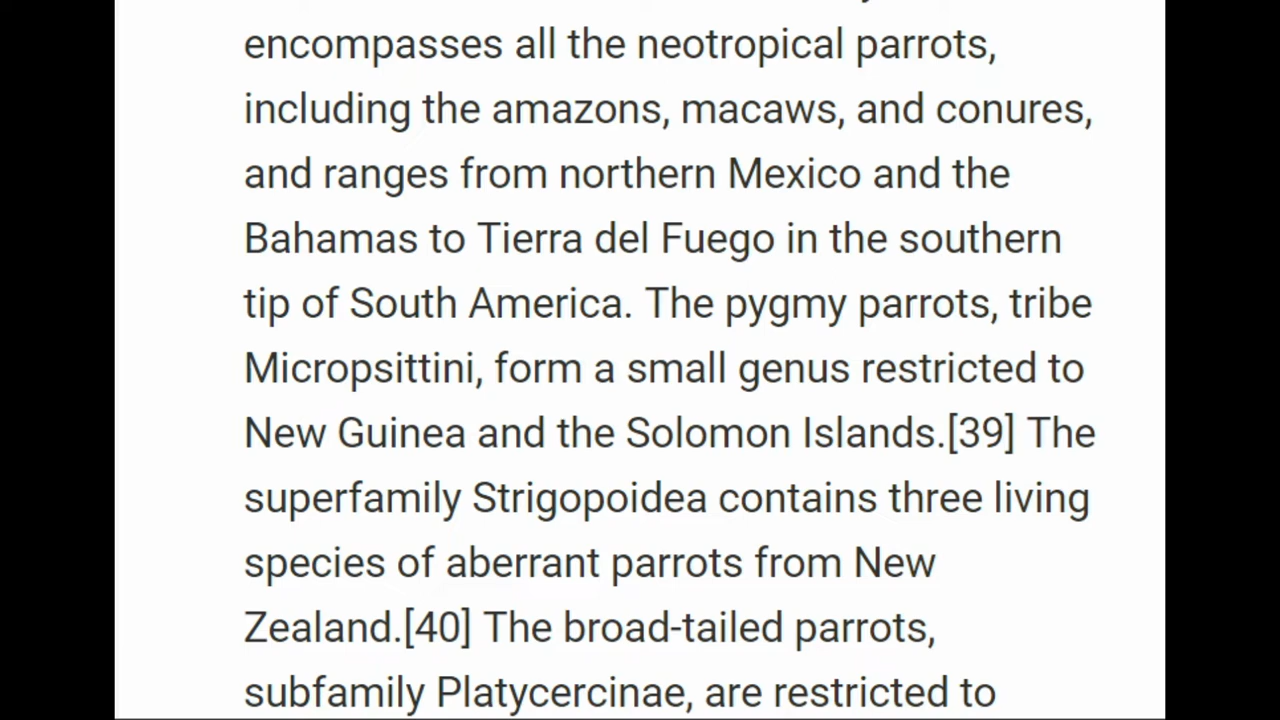 encompasses all the neotropical parrots,
including the amazons, macaws, and conures,
and ranges from northern Mexico and the
Bahamas to Tierra del Fuego in the southern
tip of South America. The pygmy parrots, tribe
Micropsittini, form a small genus restricted to
New Guinea and the Solomon Islands.[39] The
superfamily Strigopoidea contains three living
species of aberrant parrots from New
Zealand.[40] The broad-tailed parrots,
subfamily Platycercinae, are restricted to